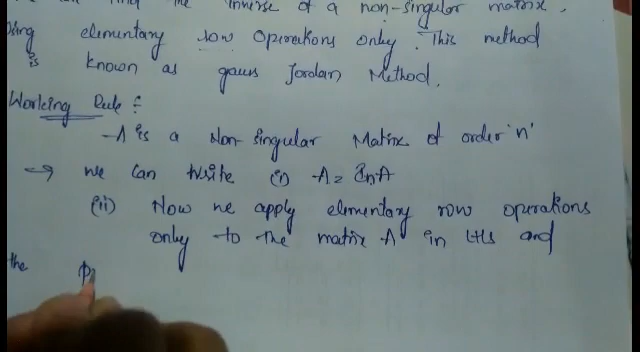 find the inverse of a non-singular matrix.
Using elementary row operations only. This method
is known as gauss Jordan Method.
Working Rule :
A is a Non-singular Matrix of order 'n'
→ we can write (i) A = InA
(ii) Now we apply elementary row operations
only to the matrix A in LHS and
the